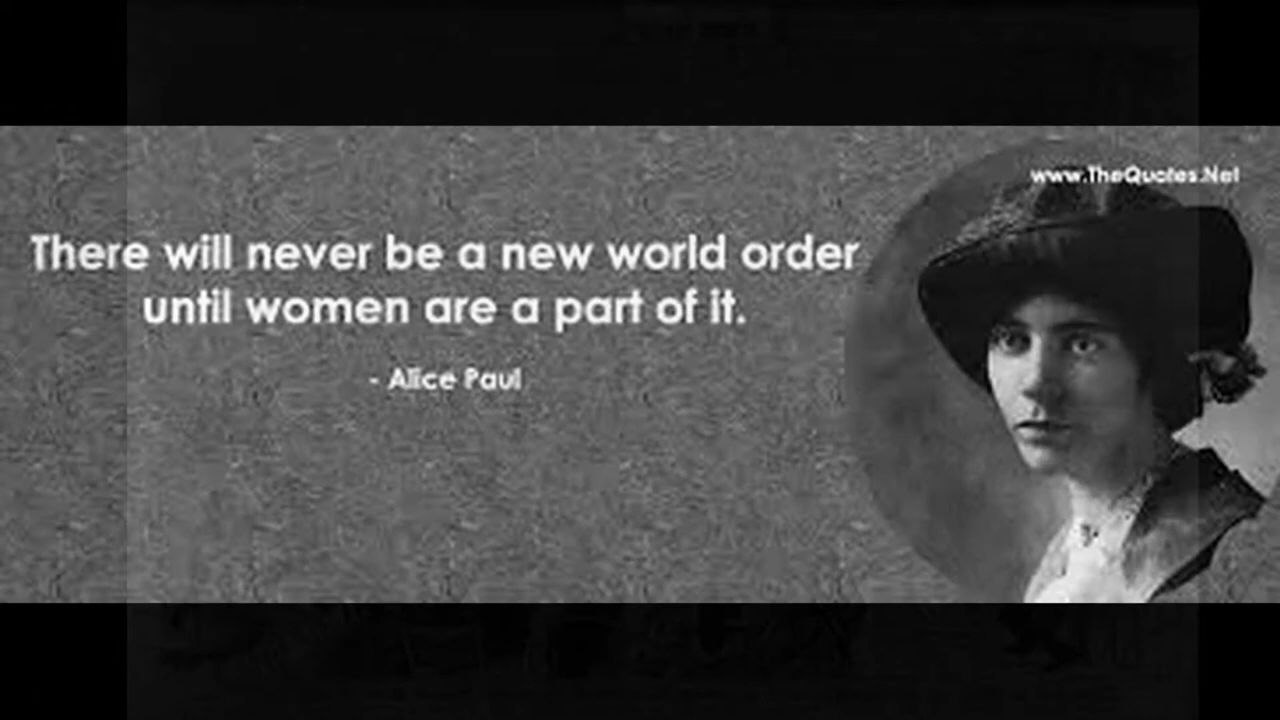 www.TheQuotes.Net
There will never be a new world order
until women are a part of it.
- Alice Paul